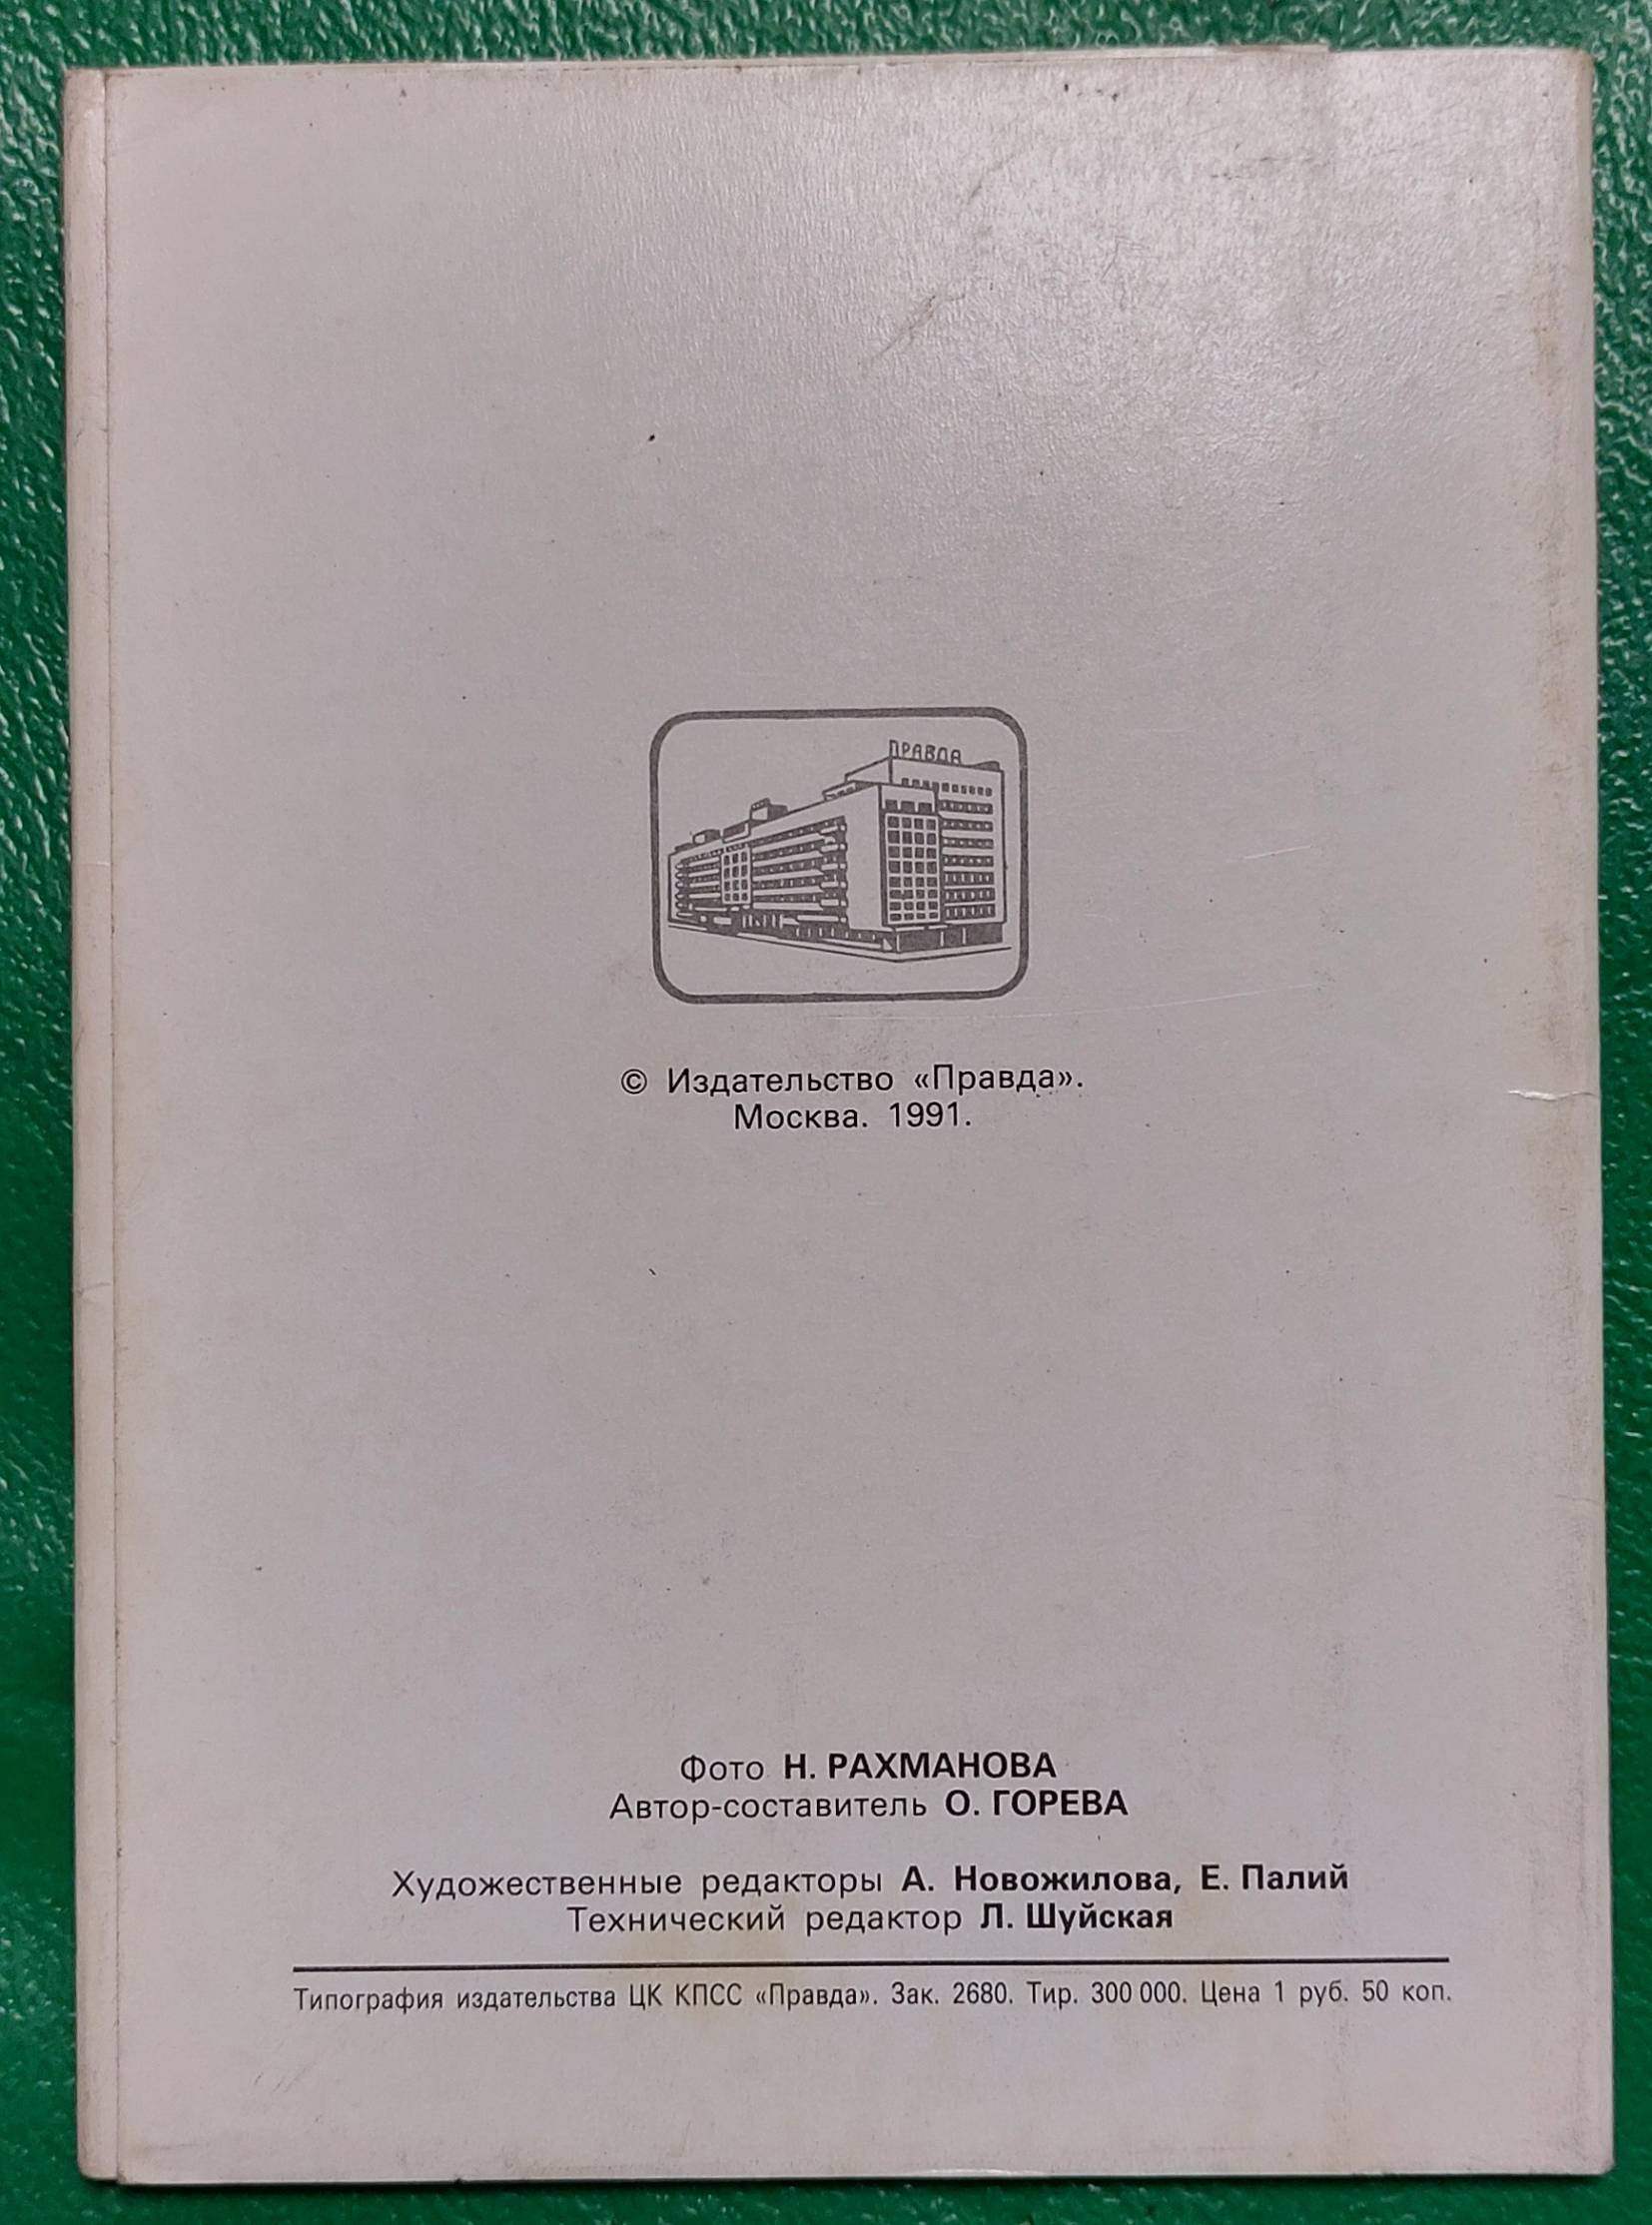 ПРАВДА
© Издательство «Правда».
Москва. 1991.
Фото Н. РАХМАНОВА
Автор-составитель О. ГОРЕВА
Художественные редакторы А. Новожилова, Е. Палий
Технический редактор Л. Шуйская
Типография издательства ЦК КПСС «Правда». Зак. 2680. Тир. 300 000. Цена 1 руб. 50 коп.